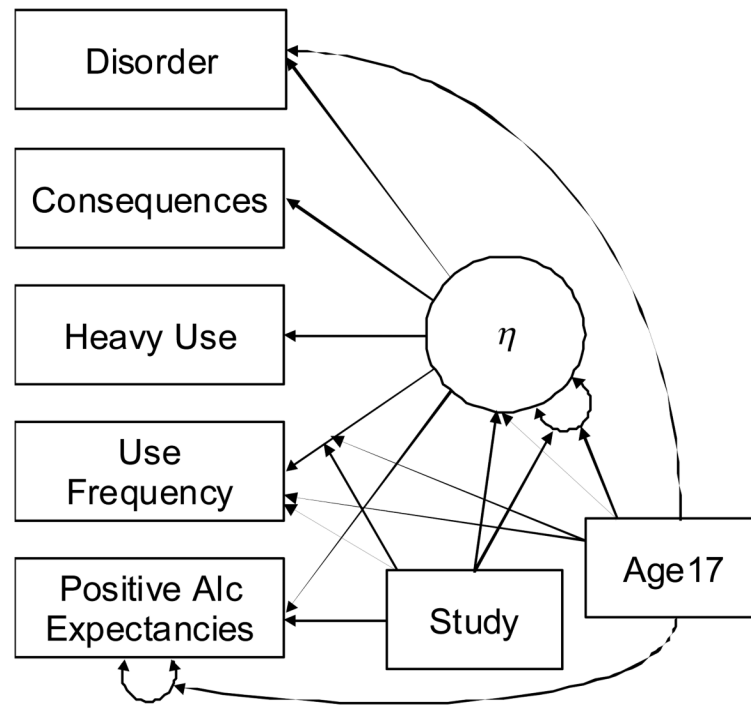 Disorder
Consequences
Heavy Use
η
Use
Frequency
Positive Alc
Expectancies
Study
Age17